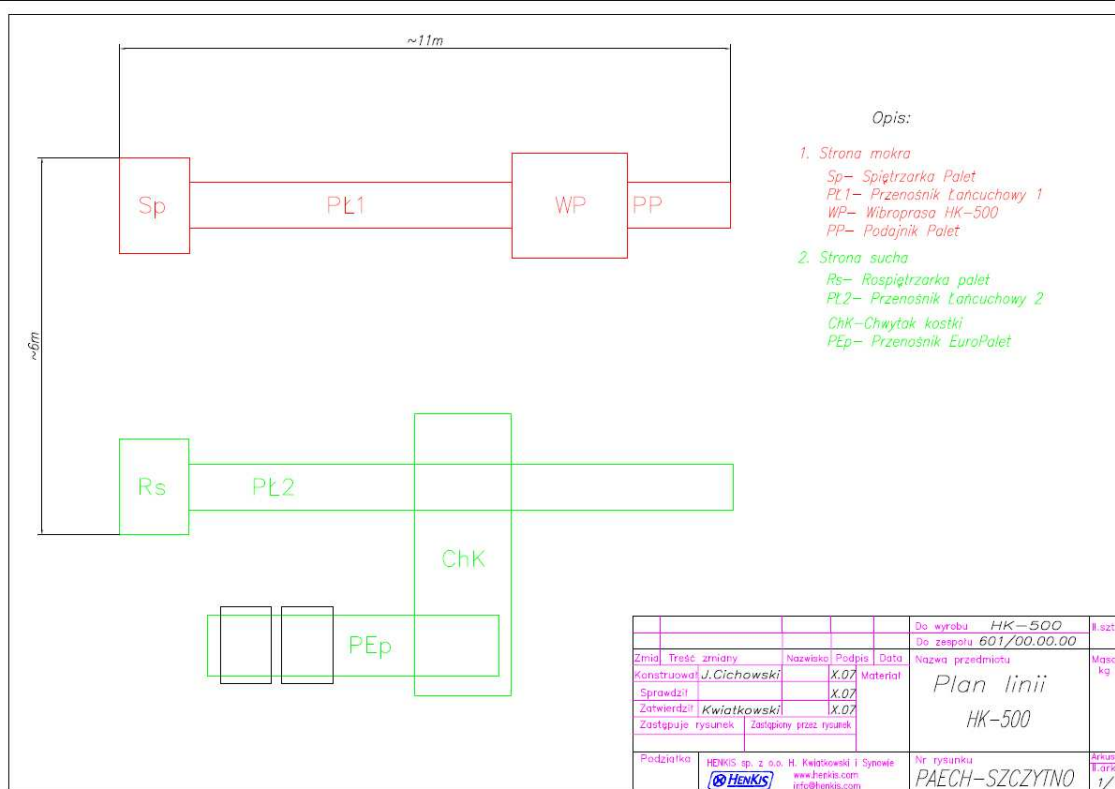 ~11m
Opis:
1. Strona mokra
Sp- Spiętrzarka Palet
PŁ1- Przenośnik Łańcuchowy 1
WP- Wibroprasa HK-500
PP- Podajnik Palet
2. Strona sucha
Rs- Rospiętrzarka palet
PŁ2- Przenośnik Łańcuchowy 2
ChK-Chwytak kostki
PEp- Przenośnik EuroPalet
Sp
PŁ1
WP
PP
~6m
Rs
PŁ2
ChK
PEp
Do wyrobu HK-500
Do zespołu 601/00.00.00
Zmia Treść zmiany Nazwisko Podpis Data
Nazwa przedmiotu
Masa
kg
Konstruował J.Cichowski X.07 Materiał
Sprawdził X.07
Zatwierdził Kwiatkowski X.07
Zastępuje rysunek Zastąpiony przez rysunek
Plan linii
HK-500
Podziałka
HENKIS sp. z o.o. H. Kwiatkowski i Synowie
HENKIS
www.henkis.com
info@henkis.com
Nr rysunku
PAECH-SZCZYTNO
Arkus
1/